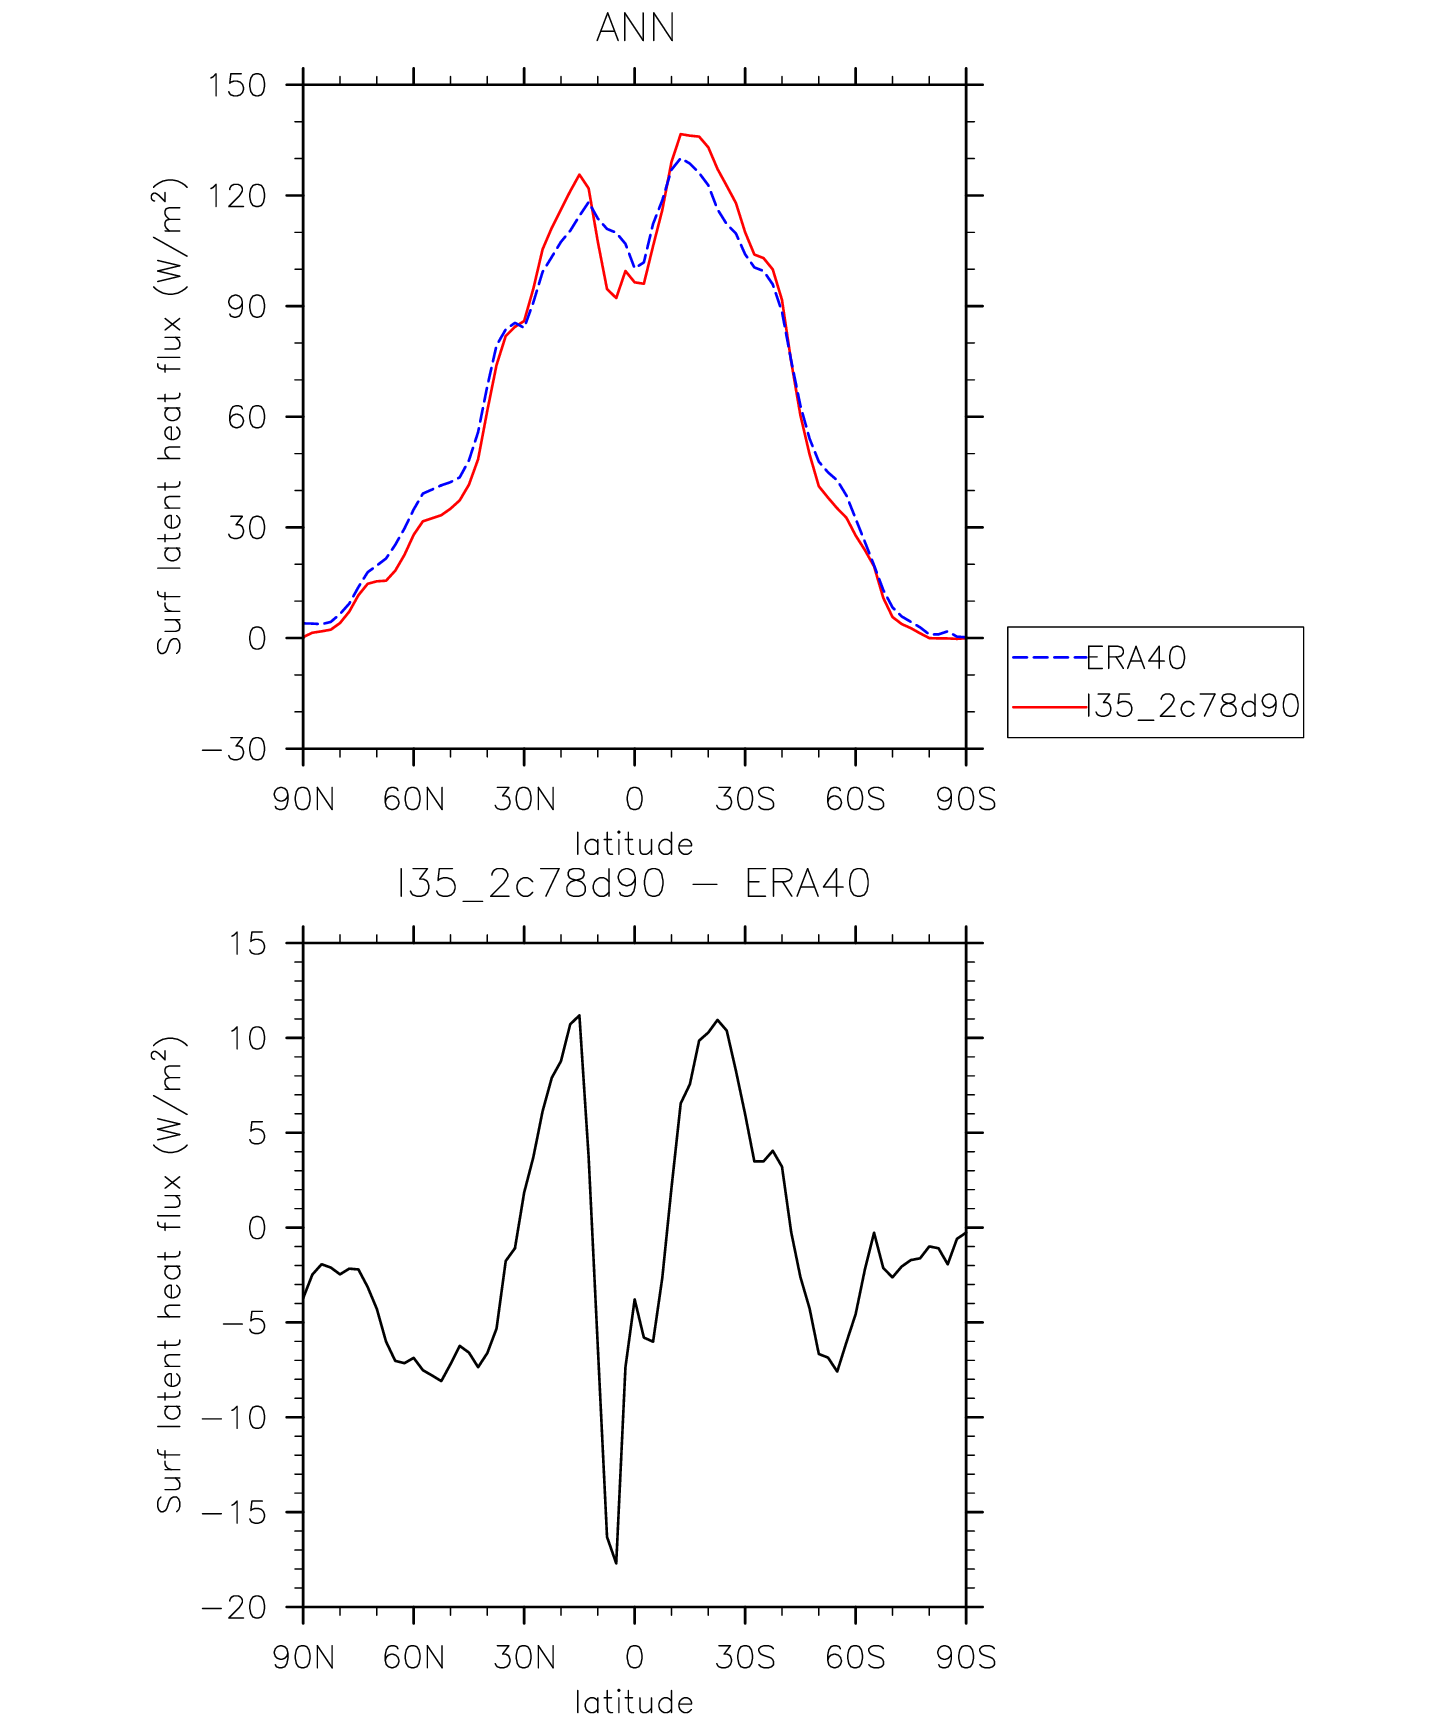 ANN
Surf latent heat flux (W/m²)
150
120
90
60
30
0
−30
90N 60N 30N 0 30S 60S 90S
latitude
ERA40
I35_2c78d90
I35_2c78d90 − ERA40
Surf latent heat flux (W/m²)
15
10
5
0
−5
−10
−15
−20
90N 60N 30N 0 30S 60S 90S
latitude